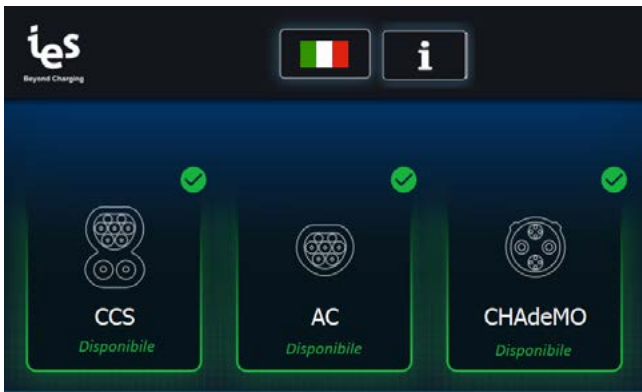 ies
Beyond Charging
i
CCS
Disponibile
AC
Disponibile
CHAdeMO
Disponibile